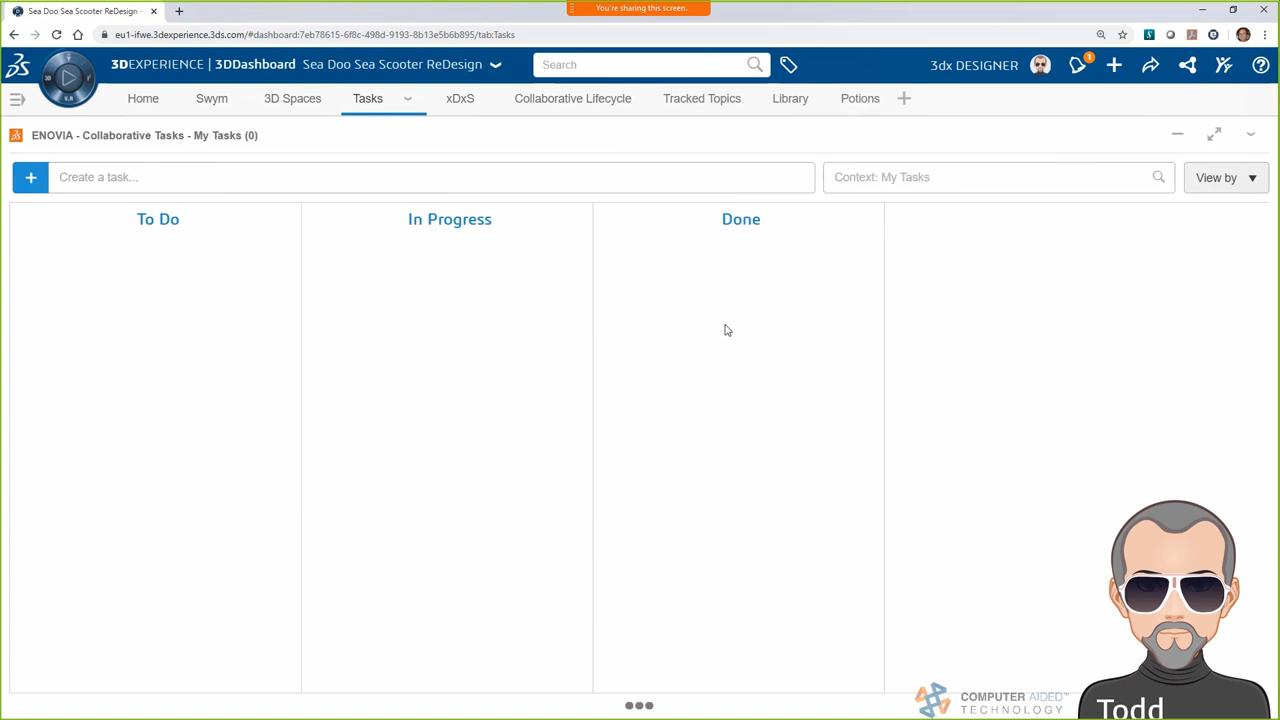 Sea Doo Sea Scooter ReDesign -
You're sharing this screen.
eu1-ifwe.3dexperience.3ds.com/#dashboard:7eb78615-6f8c-498d-9193-8b13e5b6b895/tab:Tasks
3DEXPERIENCE | 3DDashboard Sea Doo Sea Scooter ReDesign
Search
3dx DESIGNER
1
Home
Swym
3D Spaces
Tasks
xDxS
Collaborative Lifecycle
Tracked Topics
Library
Potions
ENOVIA - Collaborative Tasks - My Tasks (0)
+ Create a task...
Context: My Tasks
View by
To Do
In Progress
Done
COMPUTER AIDED™
TECHNOLOGY
Todd